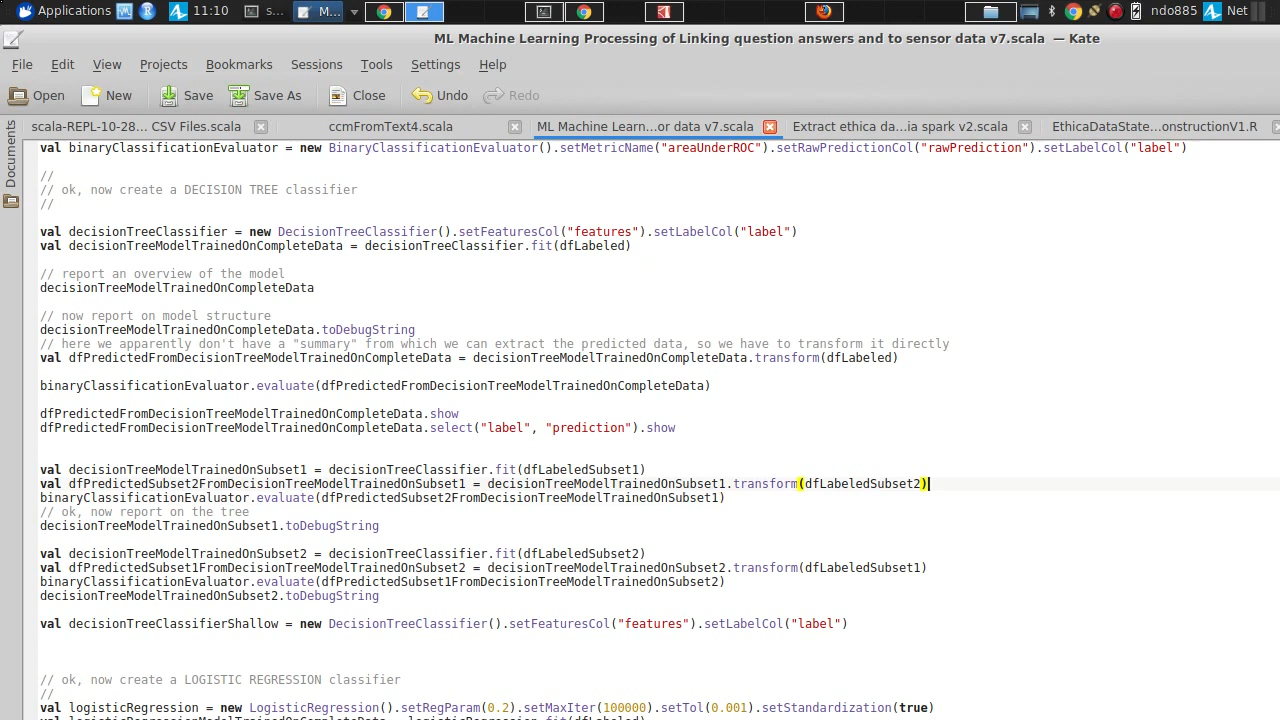 Applications 11:10 s... M... ndo885 Net
ML Machine Learning Processing of Linking question answers and to sensor data v7.scala — Kate
File Edit View Projects Bookmarks Sessions Tools Settings Help
Open New Save Save As Close Undo Redo
Documents
scala-REPL-10-28... CSV Files.scala ccmFromText4.scala ML Machine Learn...or data v7.scala Extract ethica da...ia spark v2.scala EthicaDataState...onstructionV1.R
val binaryClassificationEvaluator = new BinaryClassificationEvaluator().setMetricName("areaUnderROC").setRawPredictionCol("rawPrediction").setLabelCol("label")
//
// ok, now create a DECISION TREE classifier
//
val decisionTreeClassifier = new DecisionTreeClassifier().setFeaturesCol("features").setLabelCol("label")
val decisionTreeModelTrainedOnCompleteData = decisionTreeClassifier.fit(dfLabeled)
// report an overview of the model
decisionTreeModelTrainedOnCompleteData
// now report on model structure
decisionTreeModelTrainedOnCompleteData.toDebugString
// here we apparently don't have a "summary" from which we can extract the predicted data, so we have to transform it directly
val dfPredictedFromDecisionTreeModelTrainedOnCompleteData = decisionTreeModelTrainedOnCompleteData.transform(dfLabeled)
binaryClassificationEvaluator.evaluate(dfPredictedFromDecisionTreeModelTrainedOnCompleteData)
dfPredictedFromDecisionTreeModelTrainedOnCompleteData.show
dfPredictedFromDecisionTreeModelTrainedOnCompleteData.select("label", "prediction").show
val decisionTreeModelTrainedOnSubset1 = decisionTreeClassifier.fit(dfLabeledSubset1)
val dfPredictedSubset2FromDecisionTreeModelTrainedOnSubset1 = decisionTreeModelTrainedOnSubset1.transform(dfLabeledSubset2)
binaryClassificationEvaluator.evaluate(dfPredictedSubset2FromDecisionTreeModelTrainedOnSubset1)
// ok, now report on the tree
decisionTreeModelTrainedOnSubset1.toDebugString
val decisionTreeModelTrainedOnSubset2 = decisionTreeClassifier.fit(dfLabeledSubset2)
val dfPredictedSubset1FromDecisionTreeModelTrainedOnSubset2 = decisionTreeModelTrainedOnSubset2.transform(dfLabeledSubset1)
binaryClassificationEvaluator.evaluate(dfPredictedSubset1FromDecisionTreeModelTrainedOnSubset2)
decisionTreeModelTrainedOnSubset2.toDebugString
val decisionTreeClassifierShallow = new DecisionTreeClassifier().setFeaturesCol("features").setLabelCol("label")
// ok, now create a LOGISTIC REGRESSION classifier
//
val logisticRegression = new LogisticRegression().setRegParam(0.2).setMaxIter(100000).setTol(0.001).setStandardization(true)